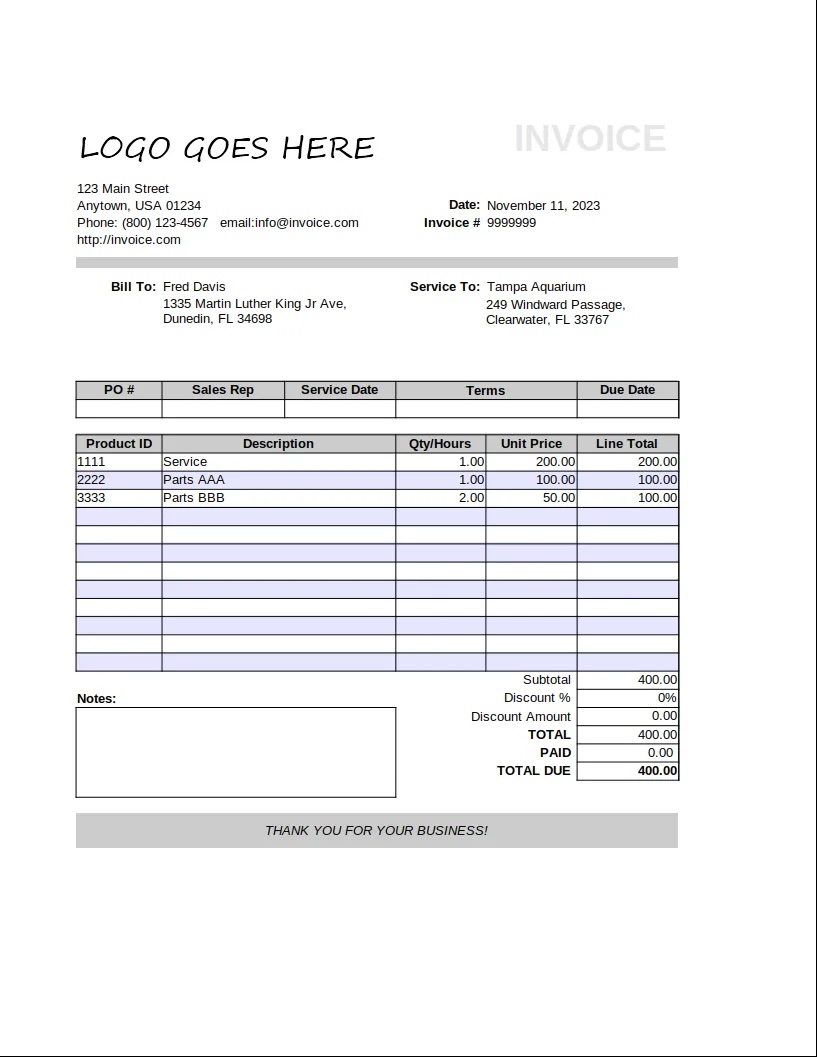 LOGO GOES HERE
INVOICE
123 Main Street
Anytown, USA 01234
Date: November 11, 2023
Phone: (800) 123-4567 email:info@invoice.com
Invoice # 9999999
http://invoice.com
Bill To: Fred Davis
1335 Martin Luther King Jr Ave,
Dunedin, FL 34698
Service To: Tampa Aquarium
249 Windward Passage,
Clearwater, FL 33767
PO # Sales Rep Service Date Terms Due Date
Product ID Description Qty/Hours Unit Price Line Total
1111 Service 1.00 200.00 200.00
2222 Parts AAA 1.00 100.00 100.00
3333 Parts BBB 2.00 50.00 100.00
Subtotal 400.00
Discount % 0%
Discount Amount 0.00
TOTAL 400.00
PAID 0.00
TOTAL DUE 400.00
Notes:
THANK YOU FOR YOUR BUSINESS!